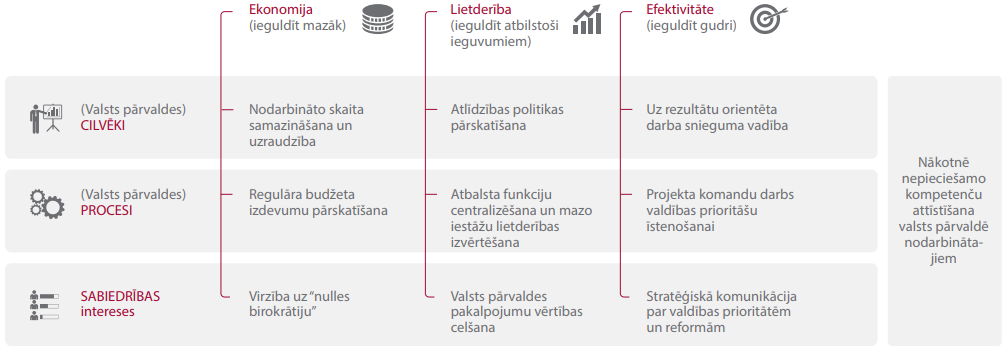 Ekonomija
(ieguldīt mazāk)
Lietderība
(ieguldīt atbilstoši
ieguvumiem)
Efektivitāte
(ieguldīt gudri)
(Valsts pārvaldes)
CILVĒKI
Nodarbināto skaita
samazināšana un
uzraudzība
Atlīdzības politikas
pārskatīšana
Uz rezultātu orientēta
darba snieguma vadība
(Valsts pārvaldes)
PROCESI
Regulāra budžeta
izdevumu pārskatīšana
Atbalsta funkciju
centralizēšana un mazo
iestāžu lietderības
izvērtēšana
Projekta komandu darbs
valdības prioritāšu
īstenošanai
SABIEDRĪBAS
intereses
Virzība uz “nulles
birokrātiju”
Valsts pārvaldes
pakalpojumu vērtības
celšana
Stratēģiskā komunikācija
par valdības prioritātēm
un reformām
Nākotnē
nepieciešamo
kompetenču
attīstīšana
valsts pārvaldē
nodarbināta-
jiem